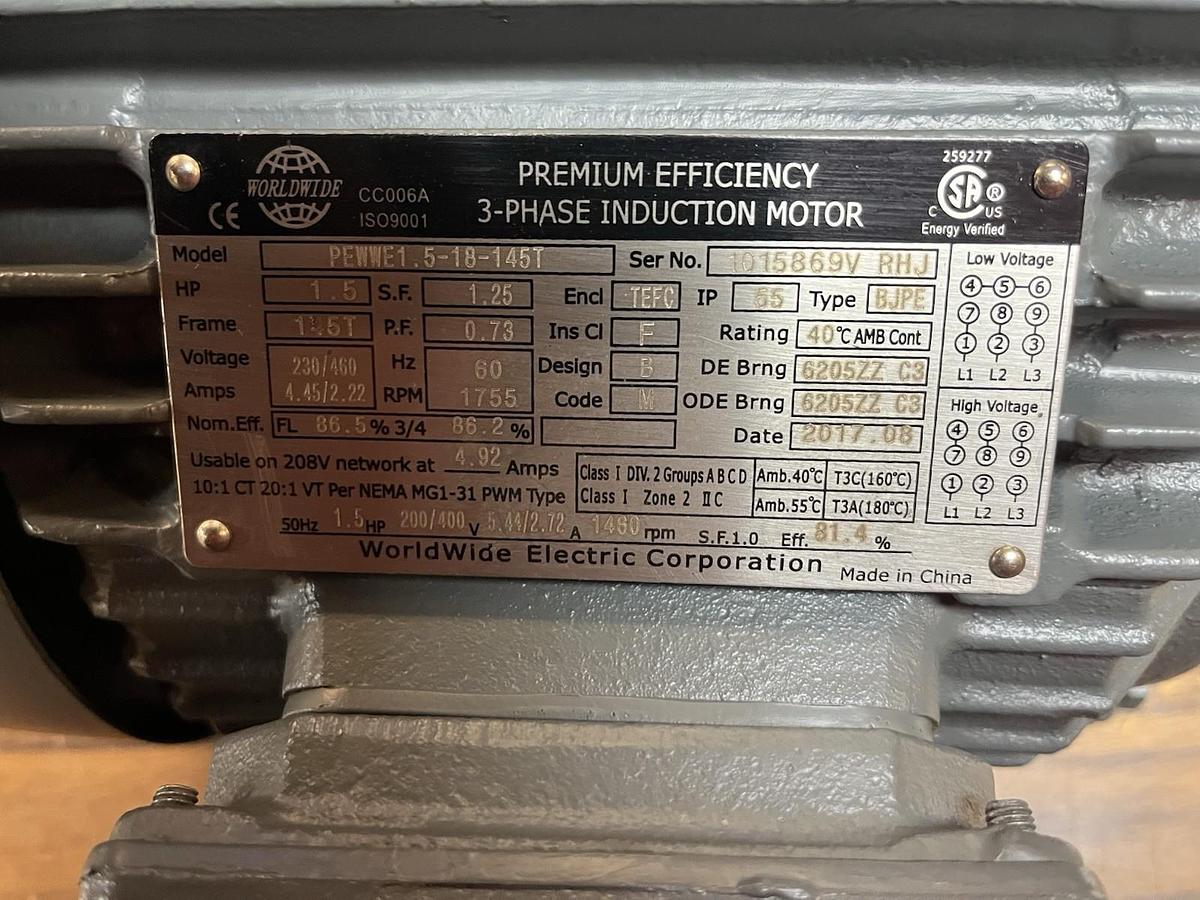 WORLDWIDE
CE
CC006A
ISO9001
PREMIUM EFFICIENCY
3-PHASE INDUCTION MOTOR
259277
C SA ® US
Energy Verified
Model PEWWE1.5-18-145T Ser No. 1015869V RHJ
HP 1.5 S.F. 1.25 Encl TEFC IP 55 Type BJPE
Frame 145T P.F. 0.73 Ins Cl F Rating 40°C AMB Cont
Voltage 230/460 Hz 60 Design B DE Brng 6205ZZ C3
Amps 4.45/2.22 RPM 1755 Code M ODE Brng 6205ZZ C3
Nom.Eff. FL 86.5% 3/4 86.2% Date 2017.08
Usable on 208V network at 4.92 Amps
10:1 CT 20:1 VT Per NEMA MG1-31 PWM Type
Class I DIV. 2 Groups A B C D Amb.40°C T3C(160°C)
Class I Zone 2 IIC Amb.55°C T3A(180°C)
50Hz 1.5 HP 200/400 V 5.44/2.72 A 1460 rpm S.F.1.0 Eff. 81.4 %
WorldWide Electric Corporation
Made in China
Low Voltage
4 5 6
7 8 9
1 2 3
L1 L2 L3
High Voltage
4 5 6
7 8 9
1 2 3
L1 L2 L3